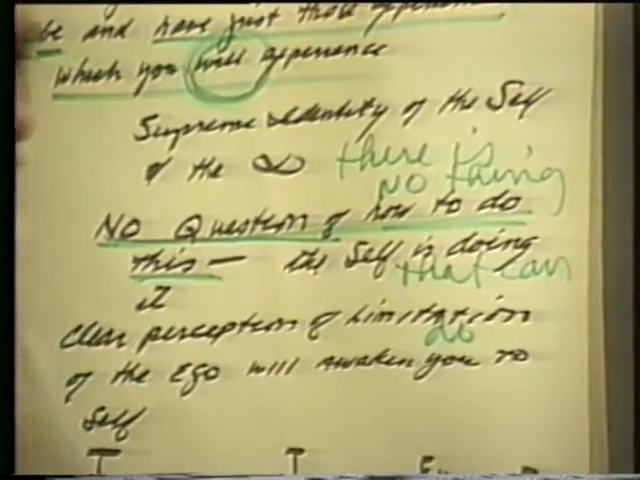 be and have just those
which you will experience
Supreme Identity of the Self
of the ∞ there is
NO thing
NO Question of how to do
this — the Self is doing
that can
it
Clear perception of Limitation
do
of the Ego will awaken you to
Self